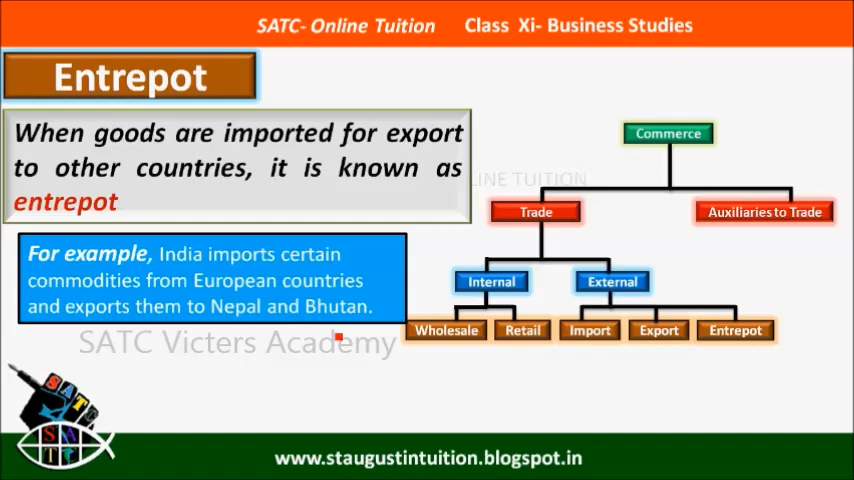 SATC- Online Tuition Class Xi- Business Studies
Entrepot
When goods are imported for export
to other countries, it is known as
entrepot
LINE TUITION
For example, India imports certain
commodities from European countries
and exports them to Nepal and Bhutan.
SATC Victers Academy
Commerce
Trade
Auxiliaries to Trade
Internal
External
Wholesale
Retail
Import
Export
Entrepot
SATC
S A
T C
www.staugustintuition.blogspot.in